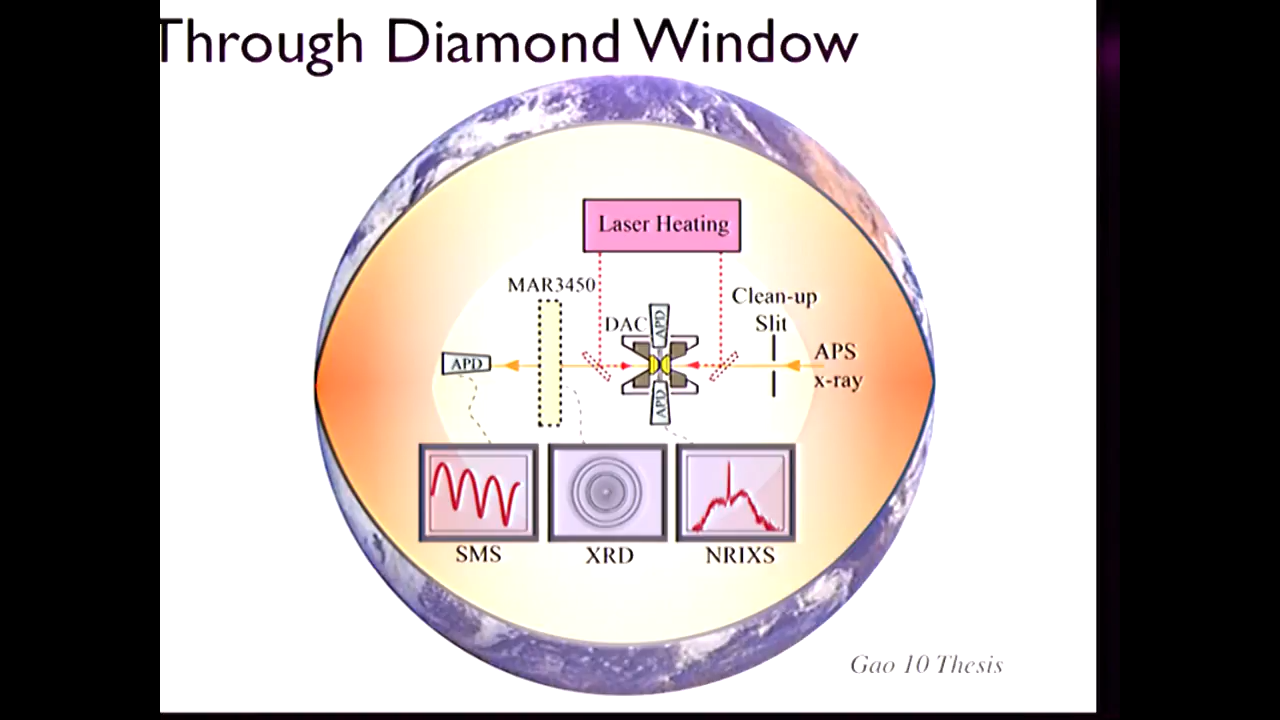 Through Diamond Window
Laser Heating
MAR3450
Clean-up
Slit
DAC
APD
APS
x-ray
APD
APD
SMS
XRD
NRIXS
Gao 10 Thesis